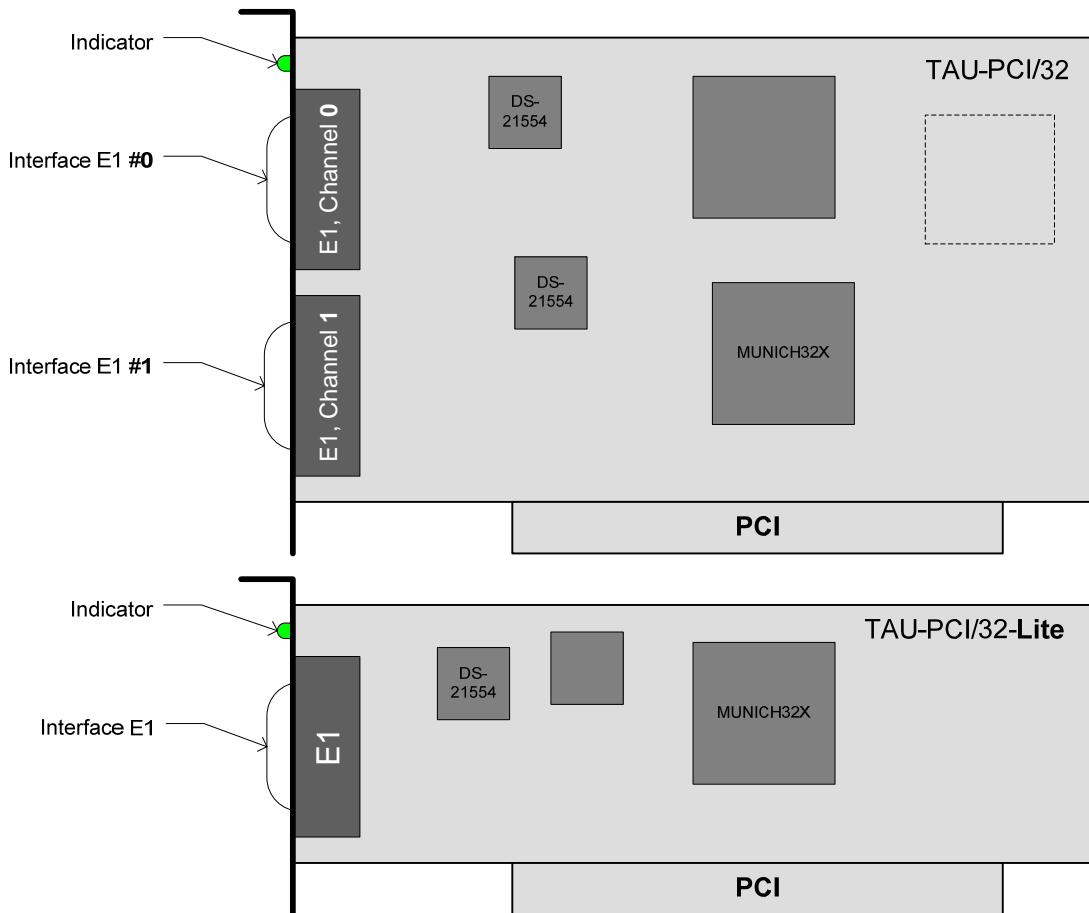 Indicator
TAU-PCI/32
DS-
21554
E1, Channel 0
Interface E1 #0
DS-
21554
E1, Channel 1
Interface E1 #1
MUNICH32X
PCI
Indicator
TAU-PCI/32-Lite
DS-
21554
MUNICH32X
Interface E1
E1
PCI